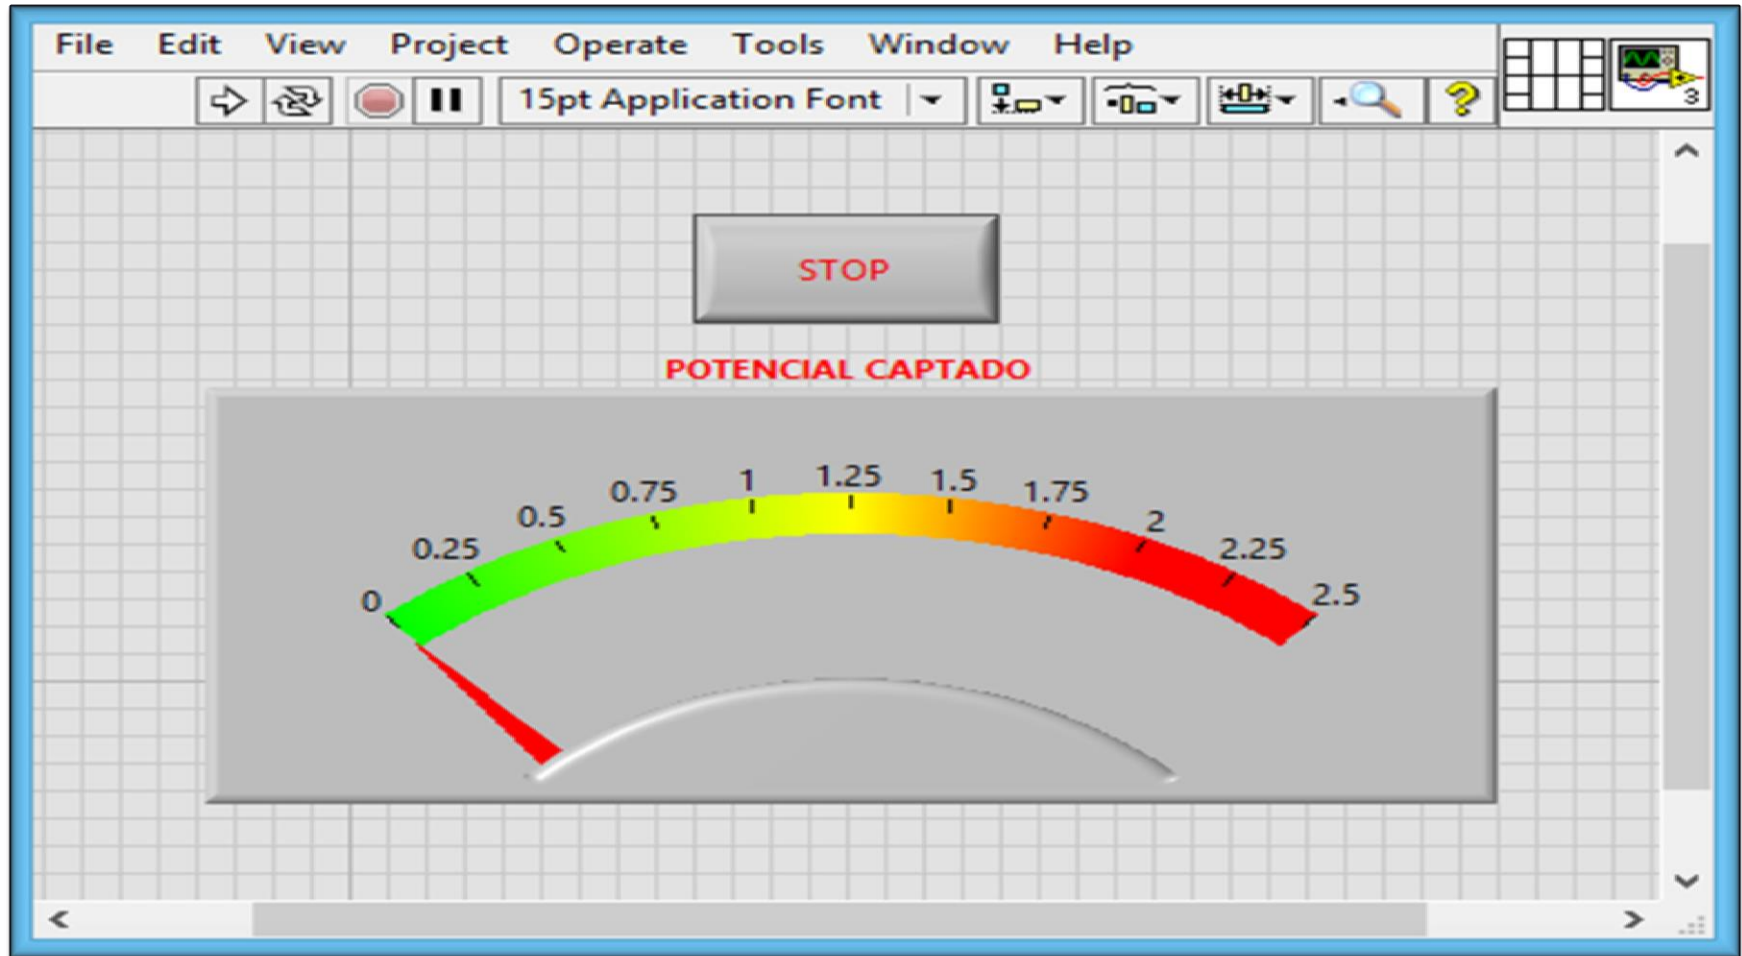 File Edit View Project Operate Tools Window Help
15pt Application Font
?
3
STOP
POTENCIAL CAPTADO
0 0.25 0.5 0.75 1 1.25 1.5 1.75 2 2.25 2.5